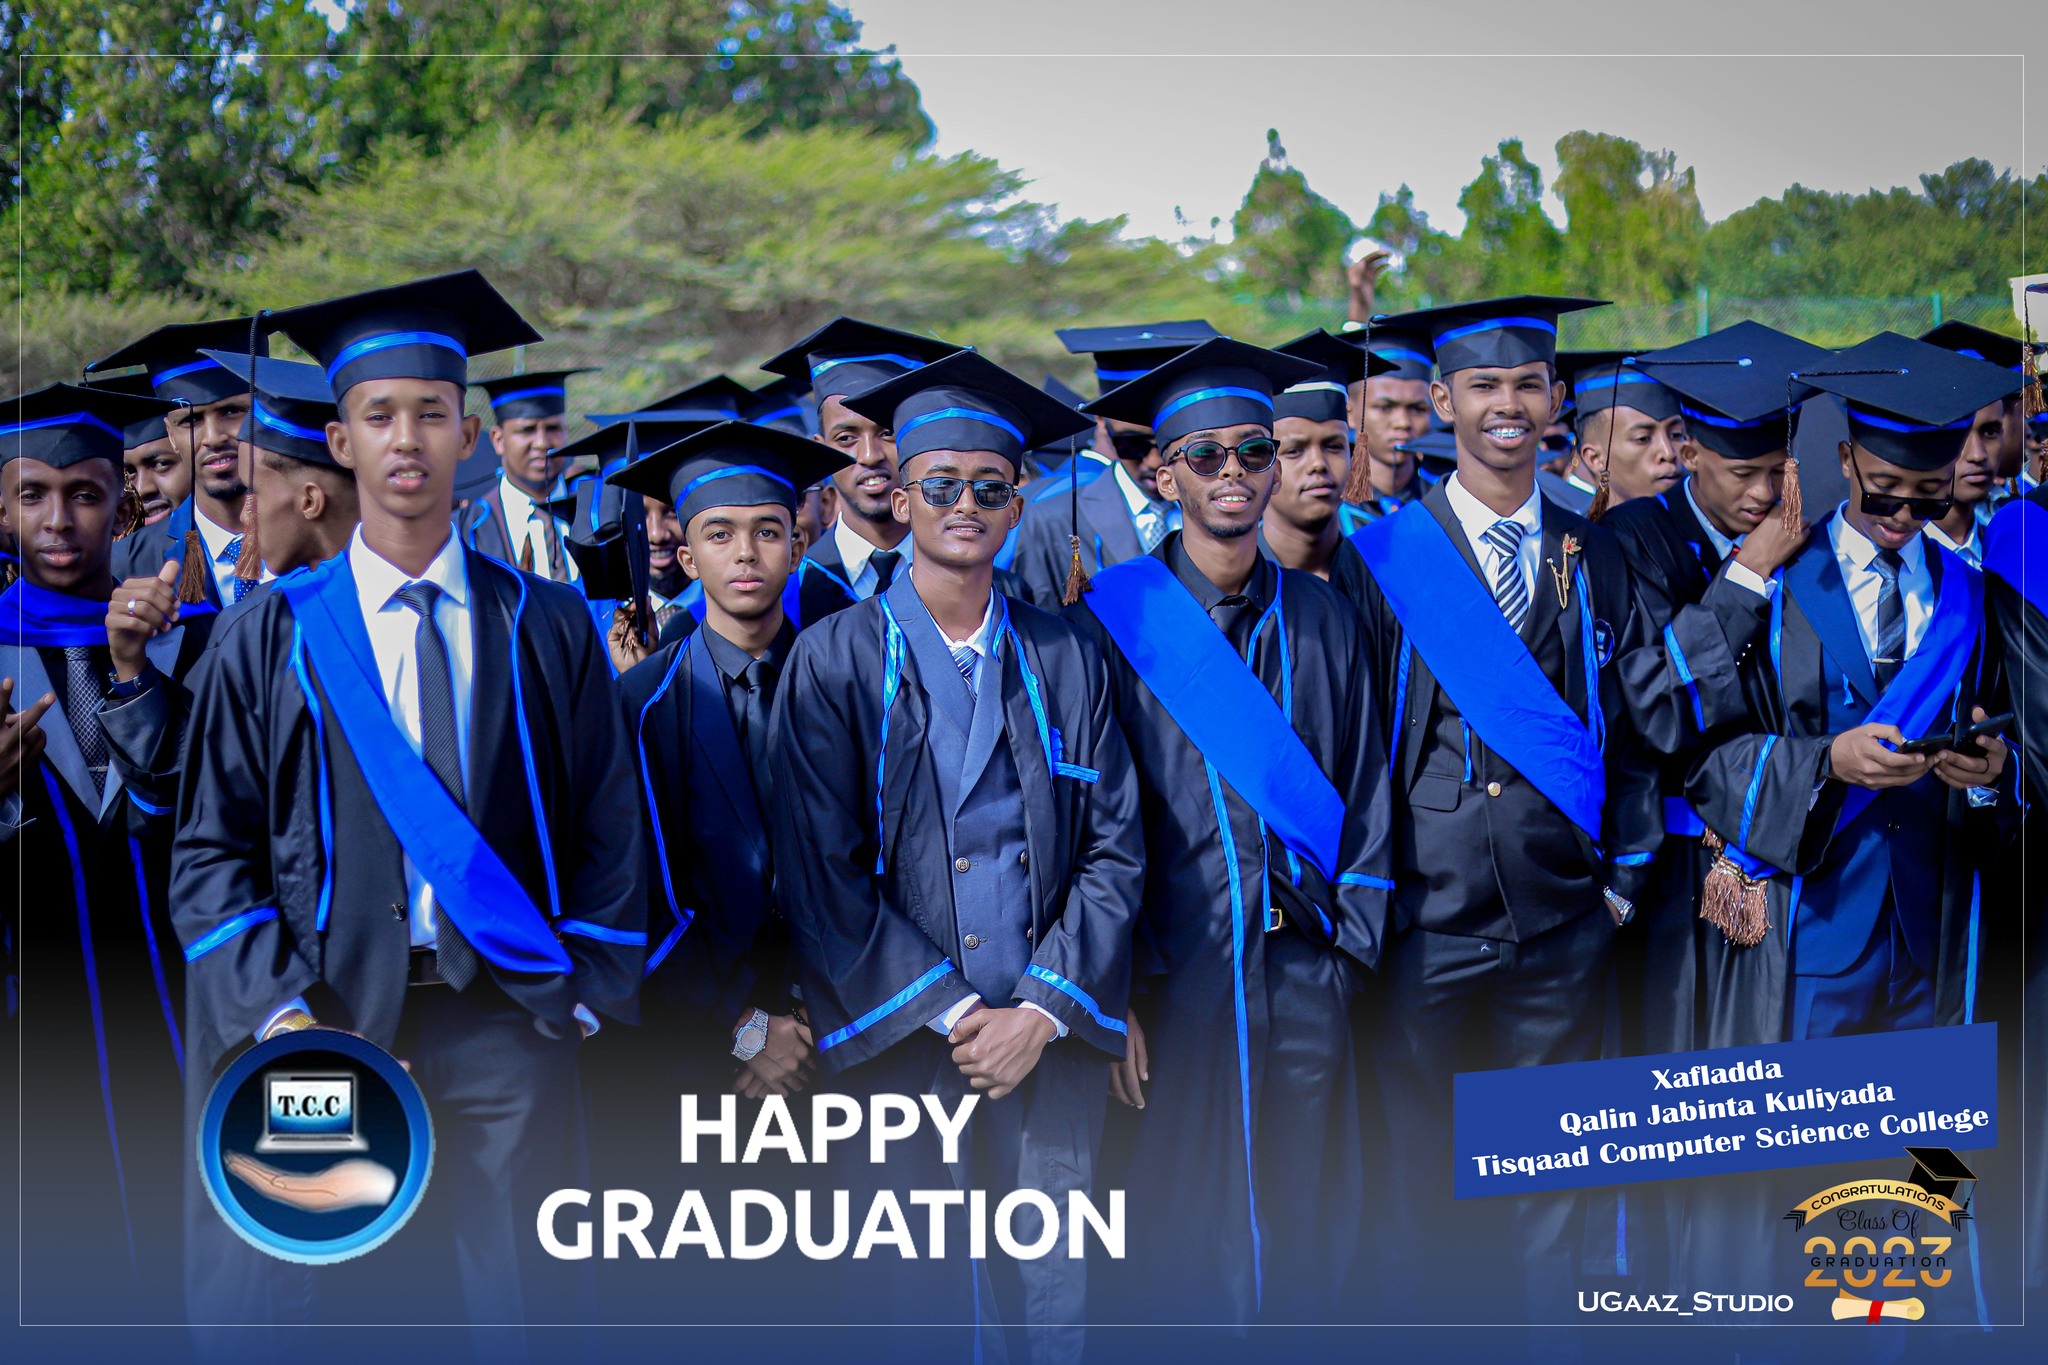 T.C.C
HAPPY
GRADUATION
Xafladda
Qalin Jabinta Kuliyada
Tisqaad Computer Science College
CONGRATULATIONS
Class Of
2023
GRADUATION
UGAAZ_STUDIO